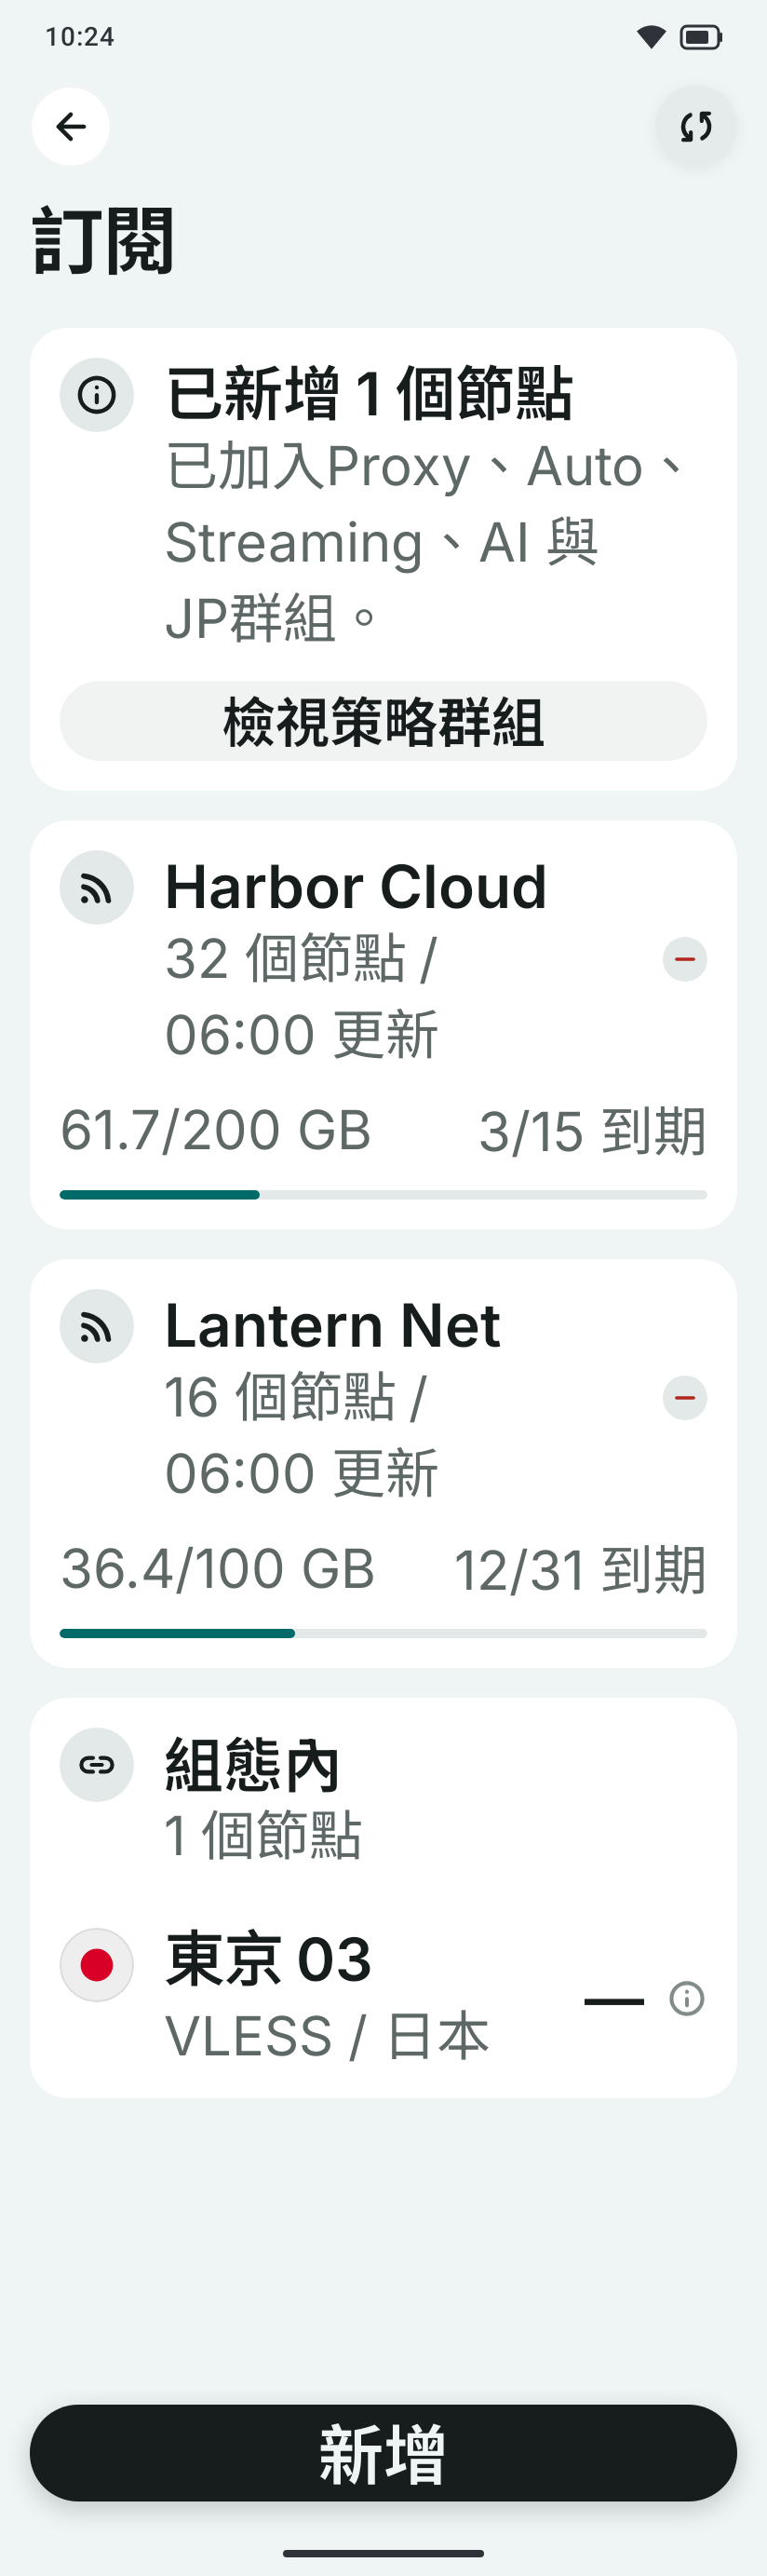 10:24
訂閱
已新增 1 個節點
已加入Proxy、Auto、
Streaming、AI 與
JP群組。
檢視策略群組
Harbor Cloud
32 個節點 /
06:00 更新
61.7/200 GB
3/15 到期
Lantern Net
16 個節點 /
06:00 更新
36.4/100 GB
12/31 到期
組態內
1 個節點
東京 03
—
VLESS / 日本
新增